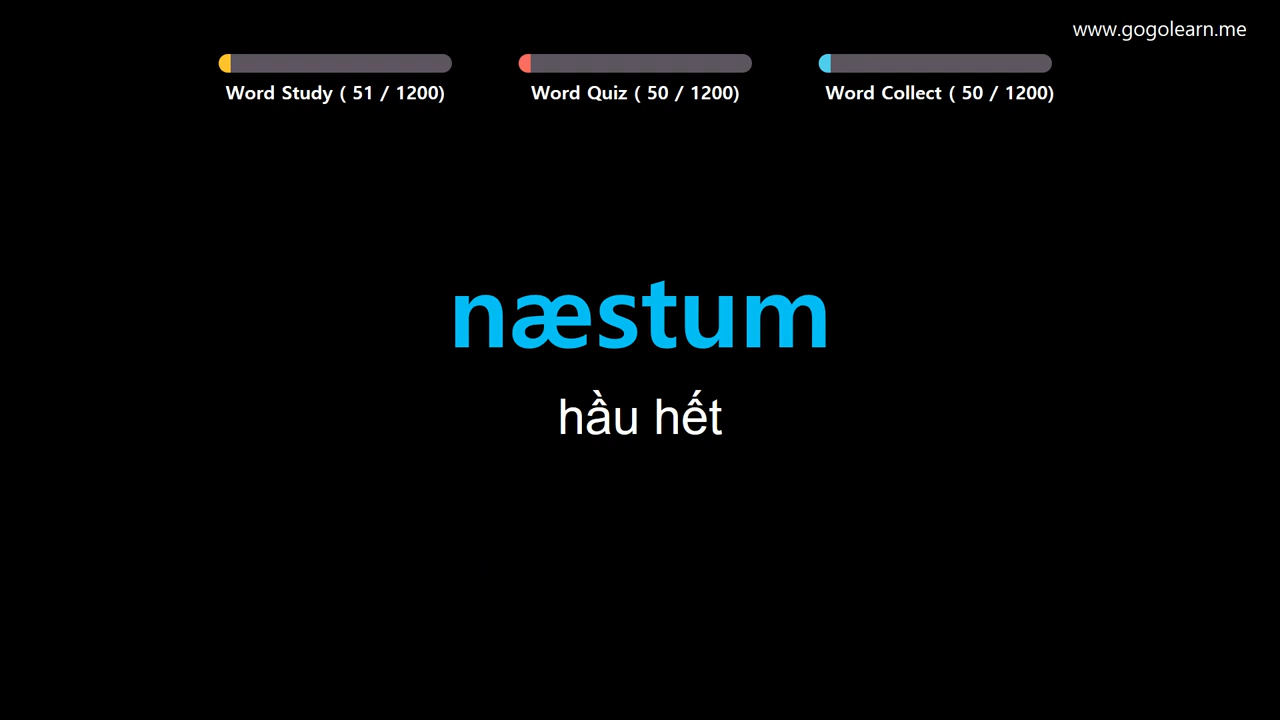 www.gogolearn.me
Word Study ( 51 / 1200)
Word Quiz ( 50 / 1200)
Word Collect ( 50 / 1200)
næstum
hầu hết